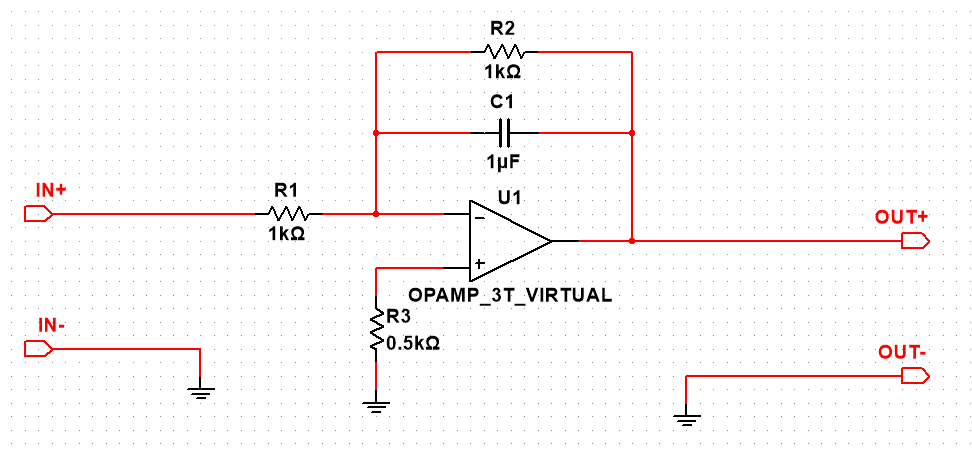 R2
1kΩ
C1
1µF
IN+
R1
1kΩ
U1
OUT+
OPAMP_3T_VIRTUAL
IN-
R3
0.5kΩ
OUT-